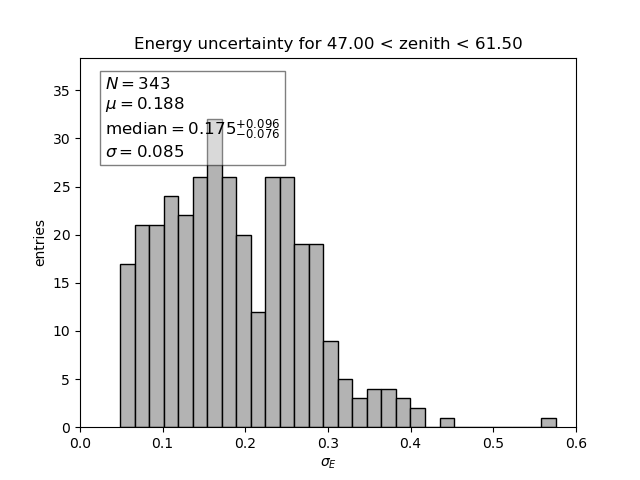 Energy uncertainty for 47.00 < zenith < 61.50
N = 343
μ = 0.188
median = 0.175 +0.096 −0.076
σ = 0.085
entries
35
30
25
20
15
10
5
0
0.0 0.1 0.2 0.3 0.4 0.5 0.6
σ_E